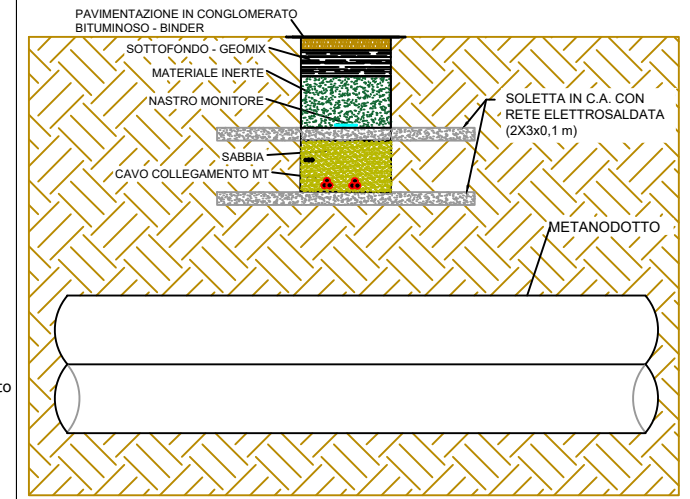 PAVIMENTAZIONE IN CONGLOMERATO
BITUMINOSO - BINDER
SOTTOFONDO - GEOMIX
MATERIALE INERTE
NASTRO MONITORE
SOLETTA IN C.A. CON
RETE ELETTROSALDATA
(2X3x0,1 m)
SABBIA
CAVO COLLEGAMENTO MT
METANODOTTO